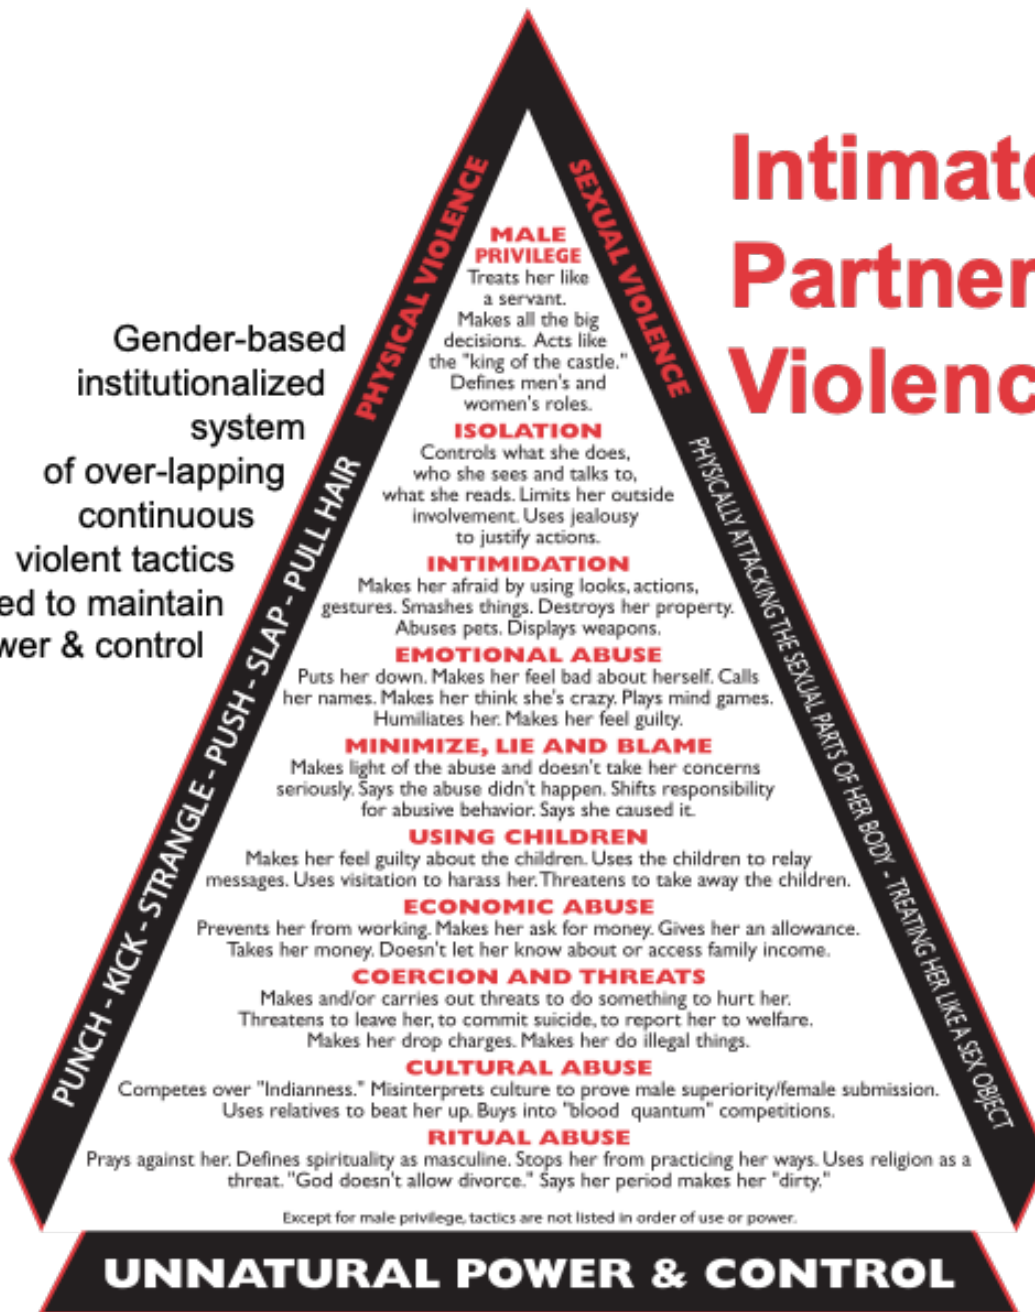 Intimate
Partner
Violenc
Gender-based
institutionalized
system
of over-lapping
continuous
violent tactics
ed to maintain
wer & control
PHYSICAL VIOLENCE
PUNCH - KICK - STRANGLE - PUSH - SLAP - PULL HAIR
SEXUAL VIOLENCE
PHYSICALLY ATTACKING THE SEXUAL PARTS OF HER BODY - TREATING HER LIKE A SEX OBJECT
MALE
PRIVILEGE
Treats her like
a servant.
Makes all the big
decisions. Acts like
the "king of the castle."
Defines men's and
women's roles.
ISOLATION
Controls what she does,
who she sees and talks to,
what she reads. Limits her outside
involvement. Uses jealousy
to justify actions.
INTIMIDATION
Makes her afraid by using looks, actions,
gestures. Smashes things. Destroys her property.
Abuses pets. Displays weapons.
EMOTIONAL ABUSE
Puts her down. Makes her feel bad about herself. Calls
her names. Makes her think she's crazy. Plays mind games.
Humiliates her. Makes her feel guilty.
MINIMIZE, LIE AND BLAME
Makes light of the abuse and doesn't take her concerns
seriously. Says the abuse didn't happen. Shifts responsibility
for abusive behavior. Says she caused it.
USING CHILDREN
Makes her feel guilty about the children. Uses the children to relay
messages. Uses visitation to harass her. Threatens to take away the children.
ECONOMIC ABUSE
Prevents her from working. Makes her ask for money. Gives her an allowance.
Takes her money. Doesn't let her know about or access family income.
COERCION AND THREATS
Makes and/or carries out threats to do something to hurt her.
Threatens to leave her, to commit suicide, to report her to welfare.
Makes her drop charges. Makes her do illegal things.
CULTURAL ABUSE
Competes over "Indianness." Misinterprets culture to prove male superiority/female submission.
Uses relatives to beat her up. Buys into "blood quantum" competitions.
RITUAL ABUSE
Prays against her. Defines spirituality as masculine. Stops her from practicing her ways. Uses religion as a
threat. "God doesn't allow divorce." Says her period makes her "dirty."
Except for male privilege, tactics are not listed in order of use or power.
UNNATURAL POWER & CONTROL